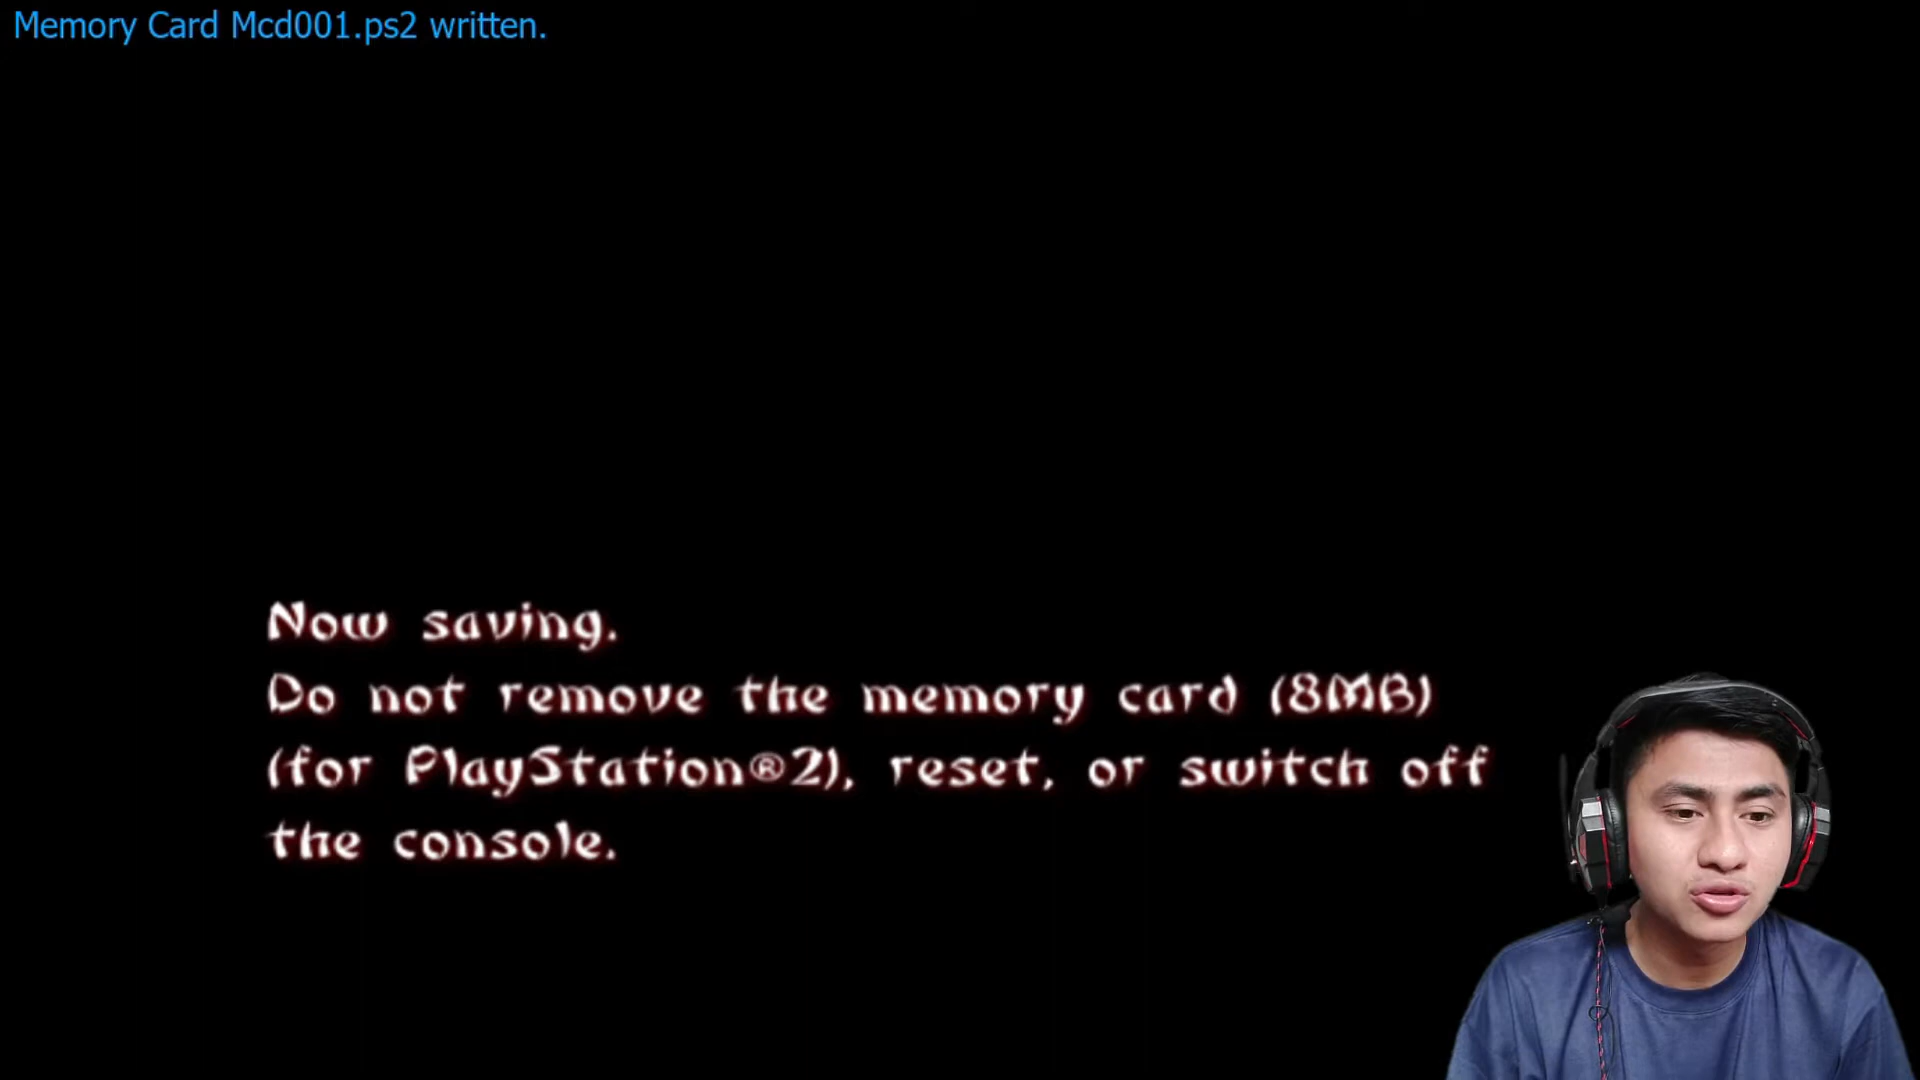 Memory Card Mcd001.ps2 written.
Now saving.
Do not remove the memory card (8MB)
(for PlayStation®2), reset, or switch off
the console.